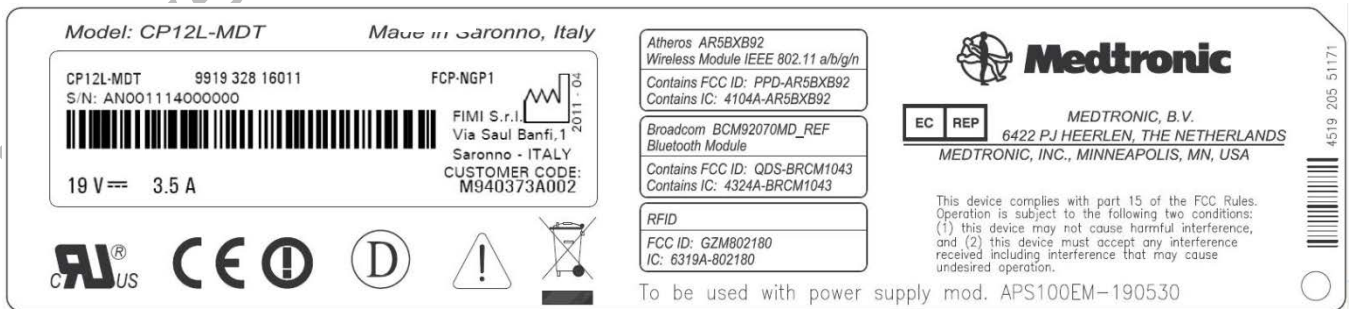 Model: CP12L-MDT
Made in Saronno, Italy
CP12L-MDT 9919 328 16011 FCP-NGP1
S/N: AN001114000000
2011 - 04
FIMI S.r.l.
Via Saul Banfi,1
Saronno - ITALY
CUSTOMER CODE:
M940373A002
19 V 3.5 A
c RU ® US
CE
D
!
Atheros AR5BXB92
Wireless Module IEEE 802.11 a/b/g/n
Contains FCC ID: PPD-AR5BXB92
Contains IC: 4104A-AR5BXB92
Broadcom BCM92070MD_REF
Bluetooth Module
Contains FCC ID: QDS-BRCM1043
Contains IC: 4324A-BRCM1043
RFID
FCC ID: GZM802180
IC: 6319A-802180
Medtronic
EC REP
MEDTRONIC, B.V.
6422 PJ HEERLEN, THE NETHERLANDS
MEDTRONIC, INC., MINNEAPOLIS, MN, USA
This device complies with part 15 of the FCC Rules.
Operation is subject to the following two conditions:
(1) this device may not cause harmful interference,
and (2) this device must accept any interference
received including interference that may cause
undesired operation.
To be used with power supply mod. APS100EM-190530
4519 205 51171